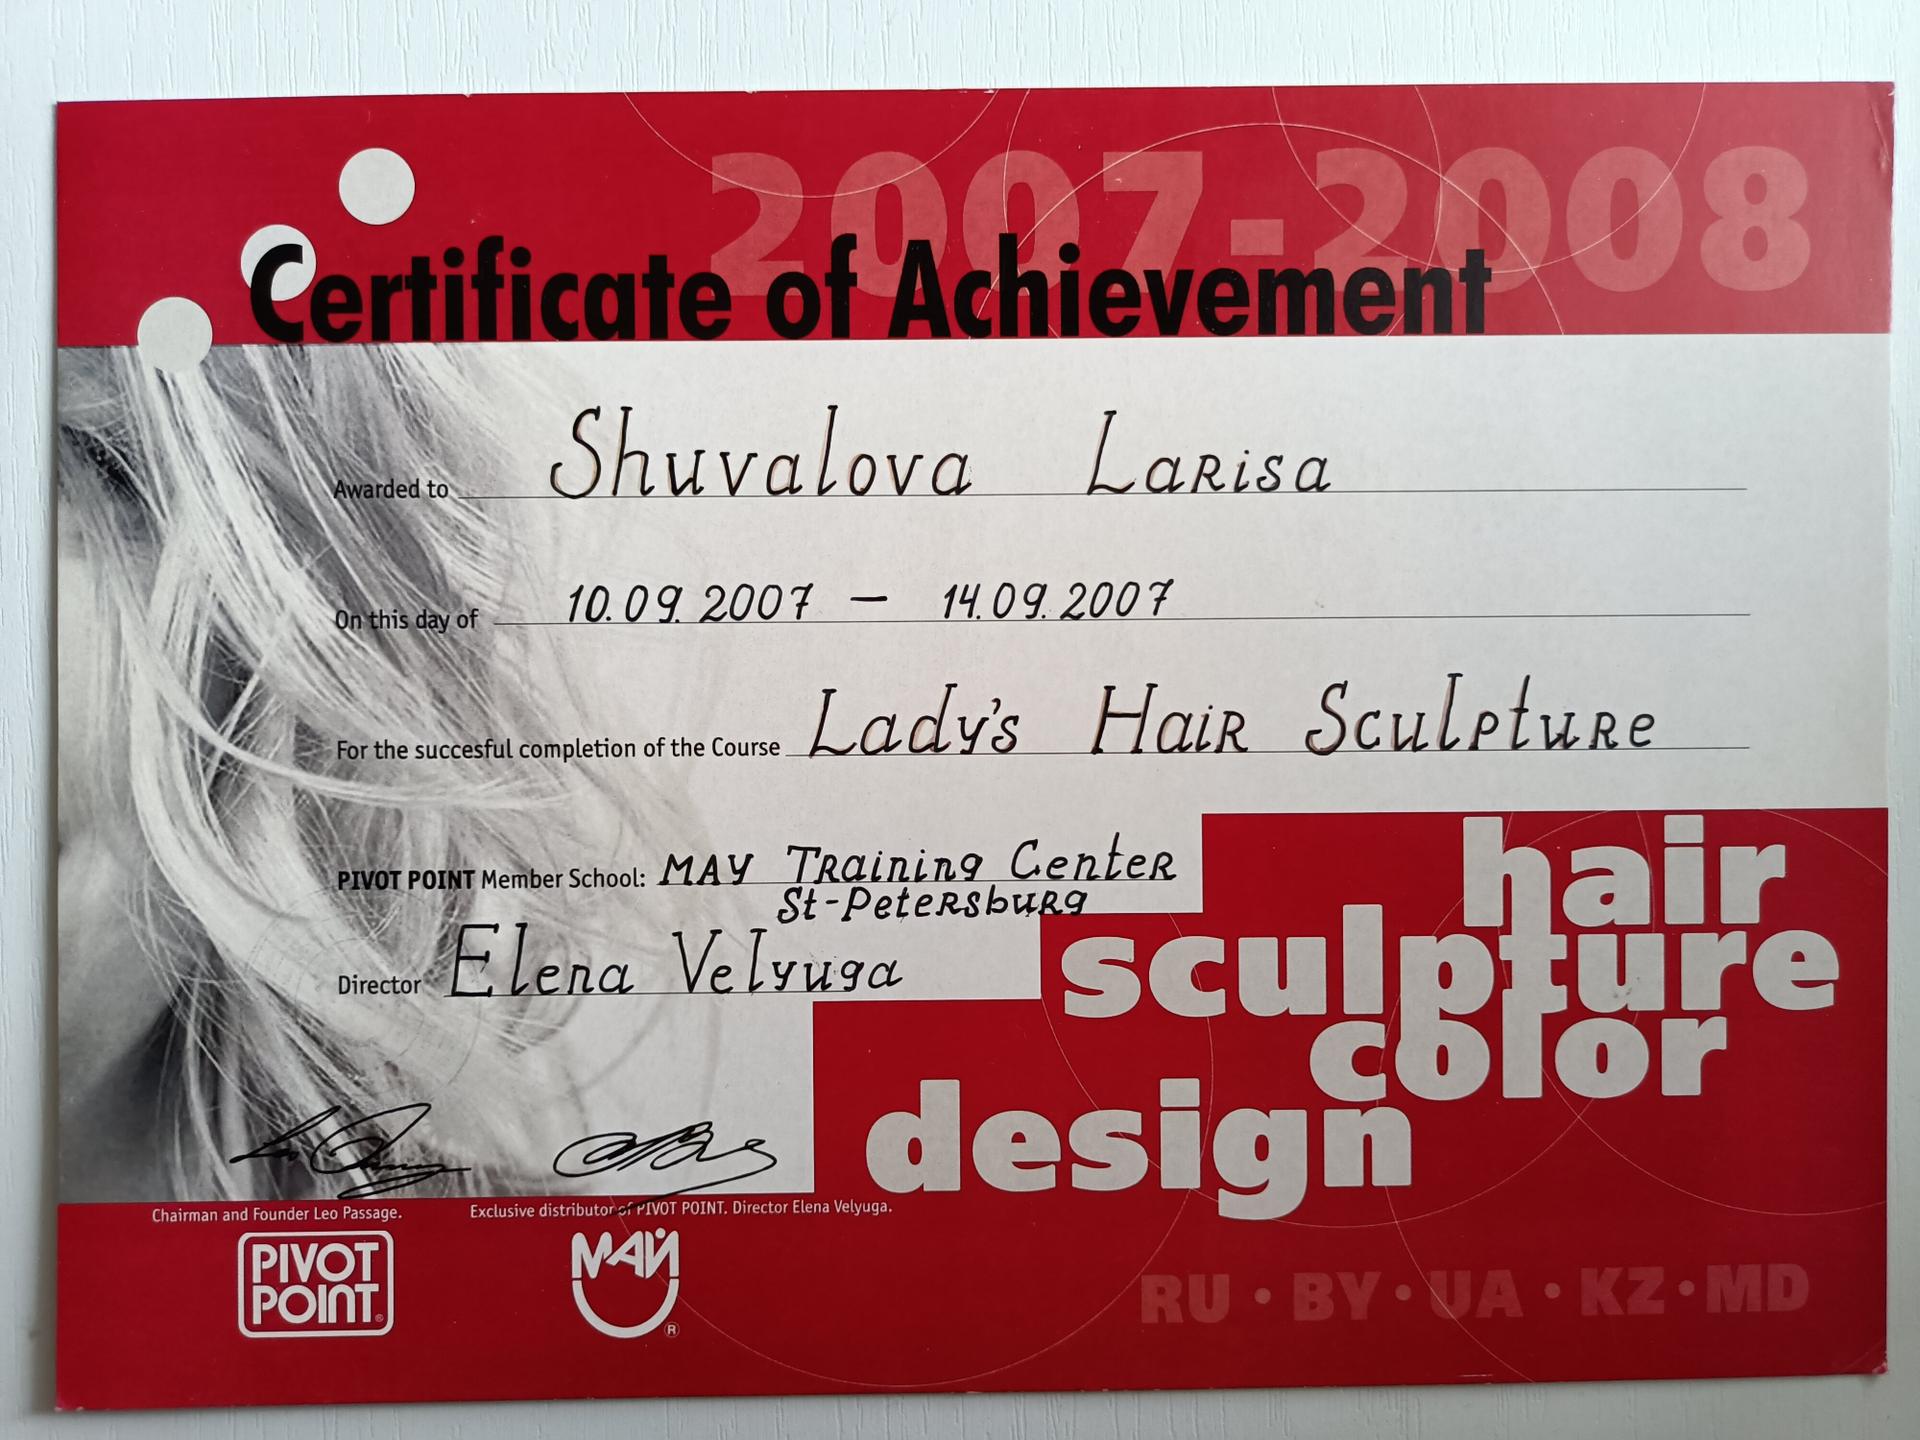 2007-2008
Certificate of Achievement
Awarded to Shuvalova Larisa
On this day of 10.09.2007 — 14.09.2007
For the succesful completion of the Course Lady's Hair Sculpture
PIVOT POINT Member School: MAY Training Center
St-Petersburg
Director Elena Velyuga
hair
sculpture
color
design
Chairman and Founder Leo Passage.
Exclusive distributor of PIVOT POINT. Director Elena Velyuga.
PIVOT
POINT®
МАЙ
®
RU • BY • UA • KZ • MD